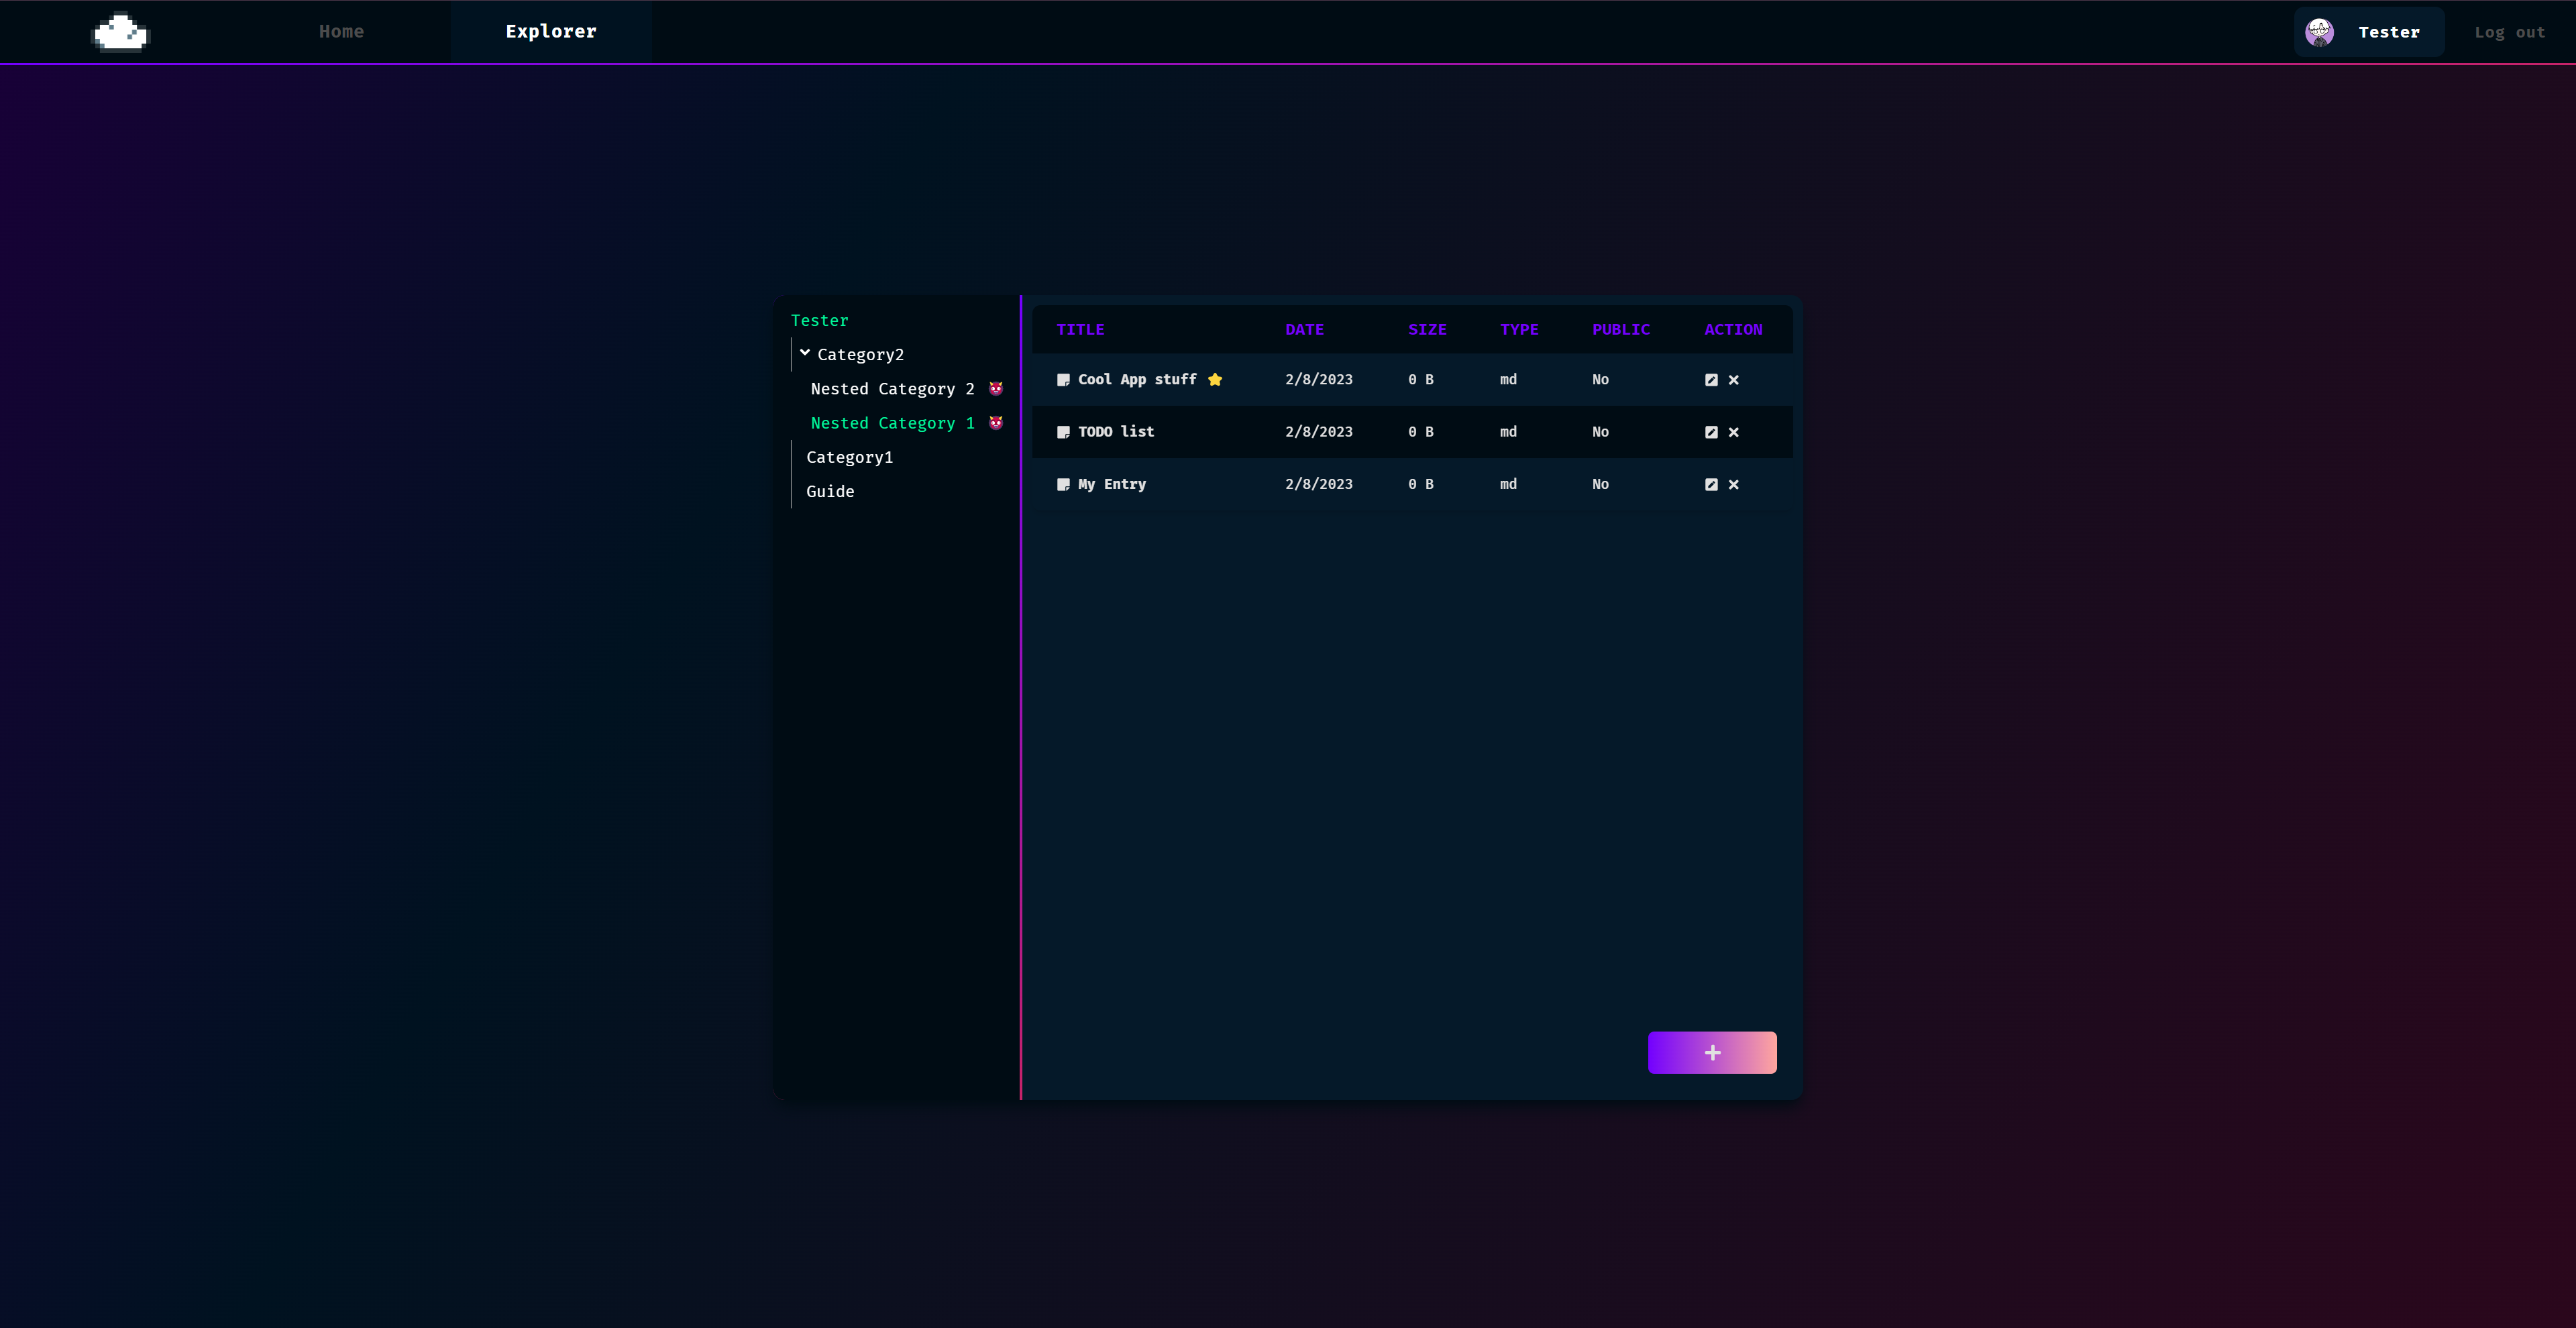 Home Explorer Tester Log out
Tester
Category2
Nested Category 2 👹
Nested Category 1 👹
Category1
Guide
TITLE DATE SIZE TYPE PUBLIC ACTION
Cool App stuff ⭐ 2/8/2023 0 B md No
TODO list 2/8/2023 0 B md No
My Entry 2/8/2023 0 B md No
+